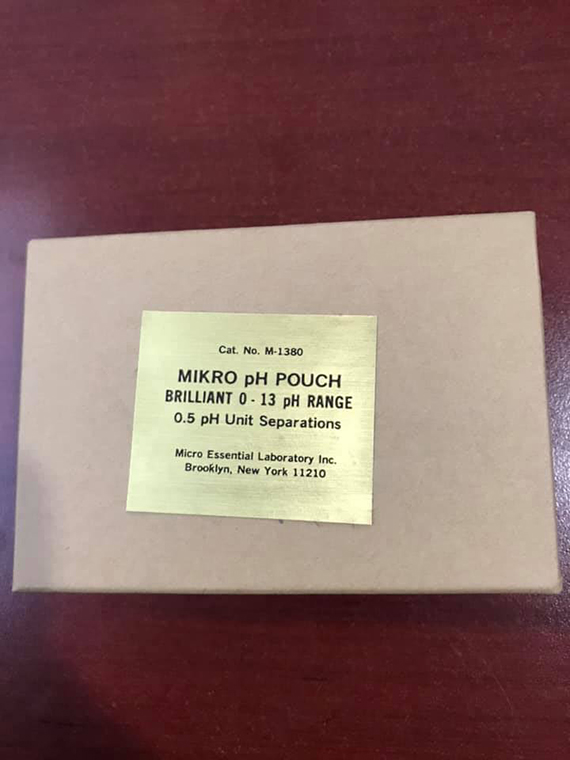 Cat. No. M-1380
MIKRO pH POUCH
BRILLIANT 0 - 13 pH RANGE
0.5 pH Unit Separations
Micro Essential Laboratory Inc.
Brooklyn, New York 11210